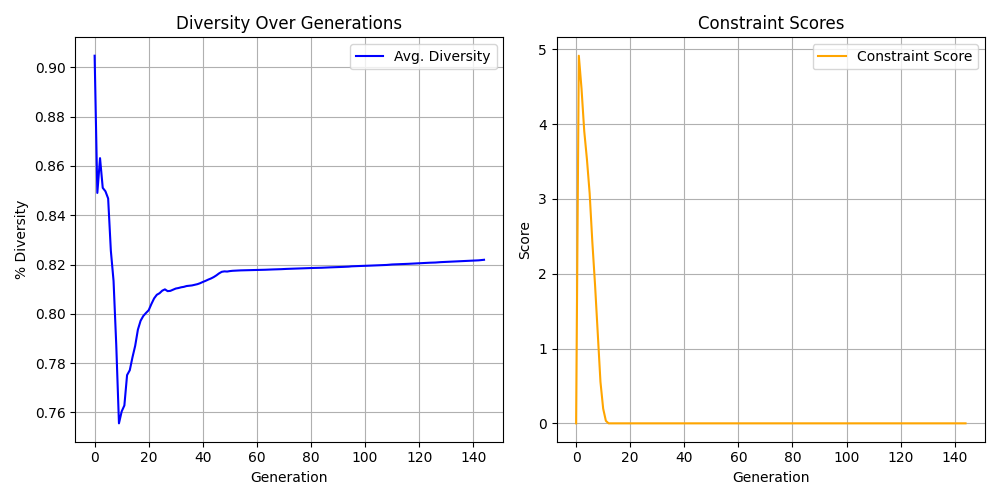 Diversity Over Generations
Avg. Diversity
% Diversity
0.90
0.88
0.86
0.84
0.82
0.80
0.78
0.76
0 20 40 60 80 100 120 140
Generation
Constraint Scores
Constraint Score
Score
5
4
3
2
1
0
0 20 40 60 80 100 120 140
Generation